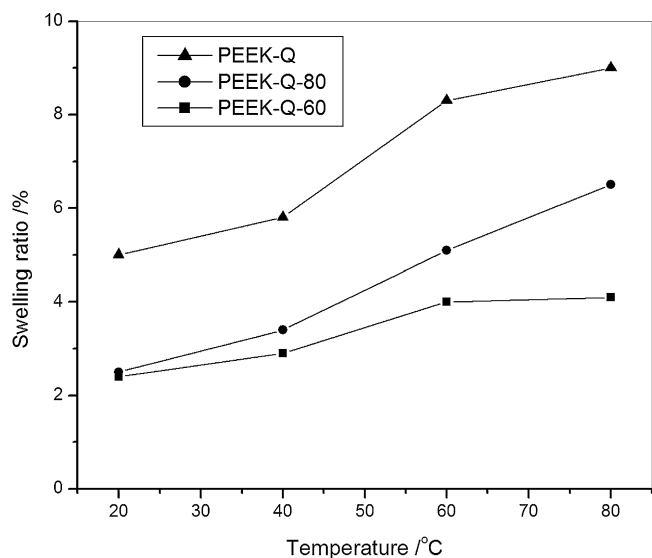 10
8
6
4
2
0
Swelling ratio /%
PEEK-Q
PEEK-Q-80
PEEK-Q-60
20 30 40 50 60 70 80
Temperature /°C